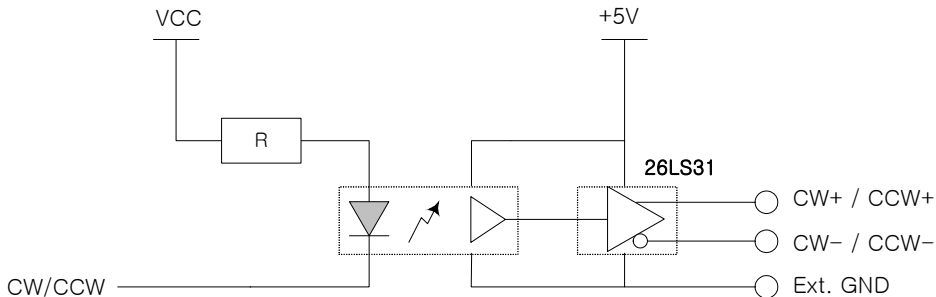 VCC
+5V
R
26LS31
CW+ / CCW+
CW- / CCW-
CW/CCW
Ext. GND